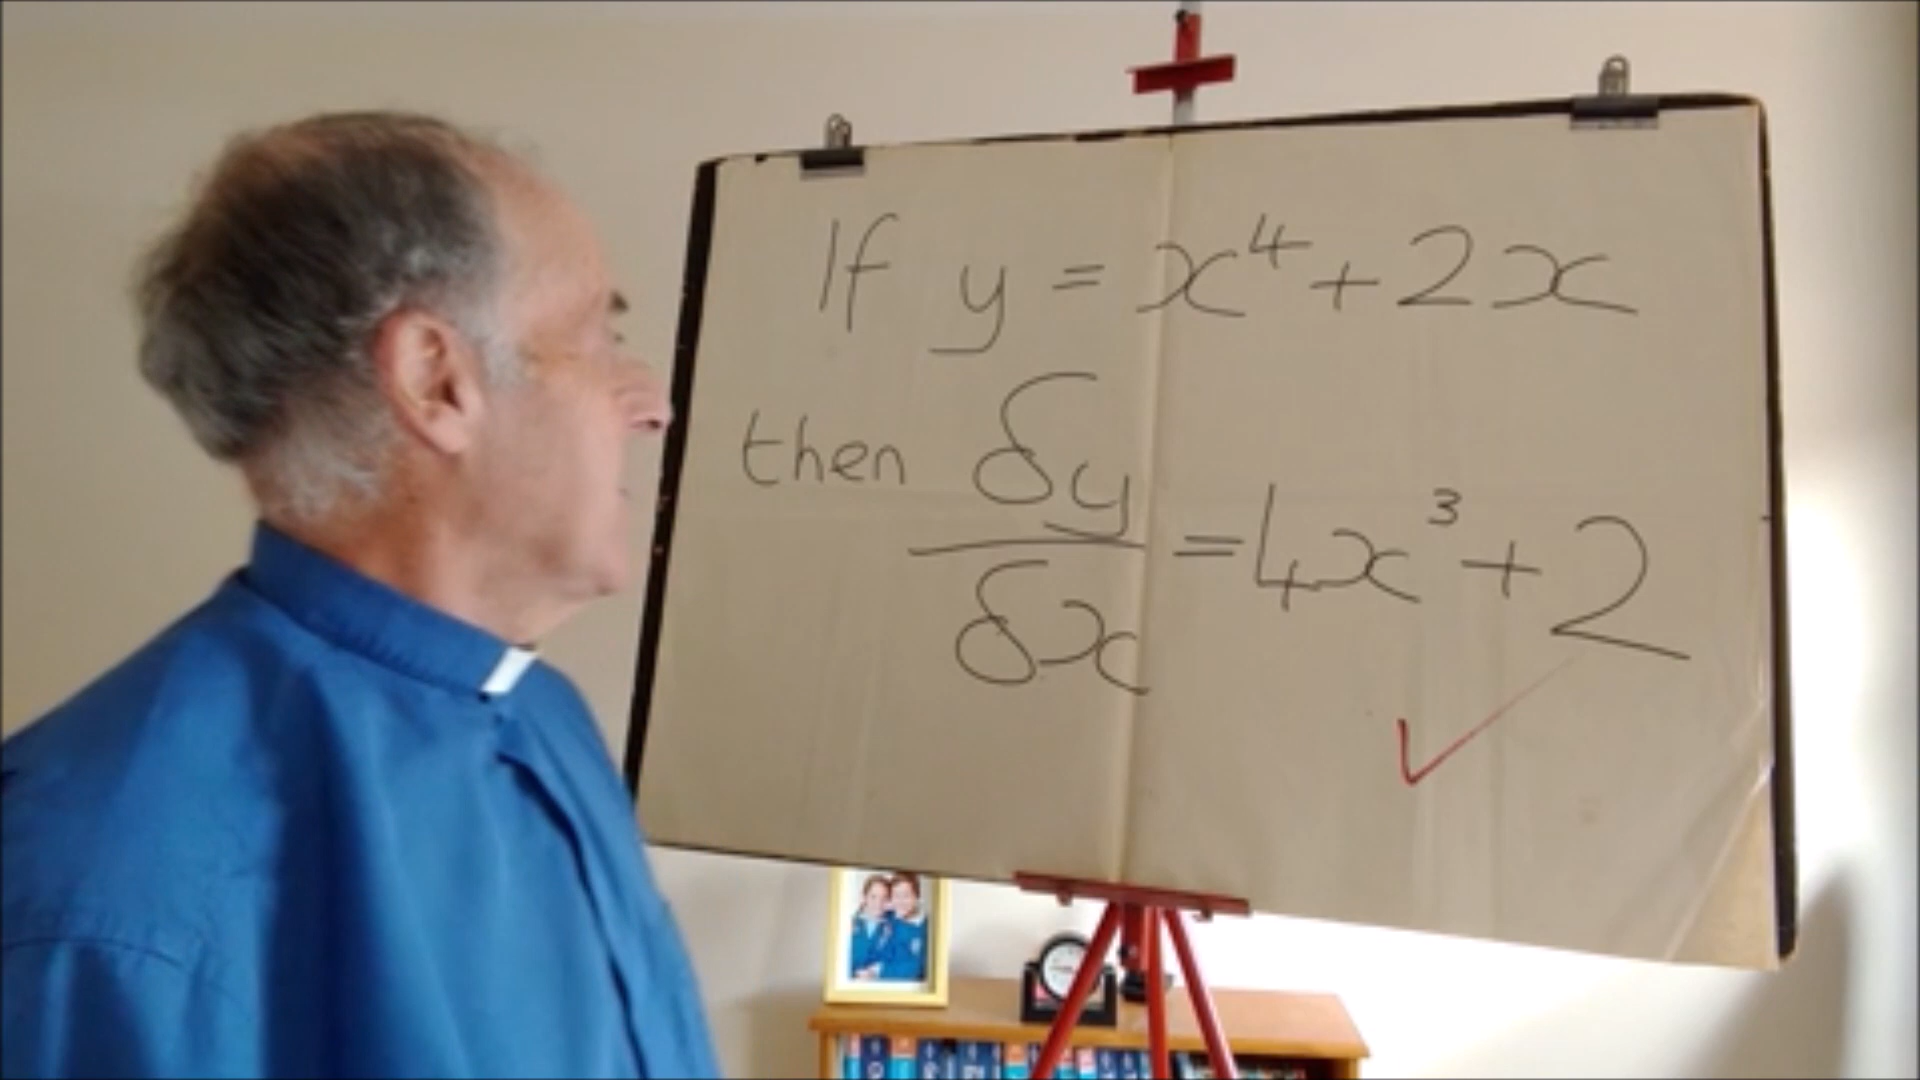 If y = x⁴ + 2x
then δy/δx = 4x³ + 2